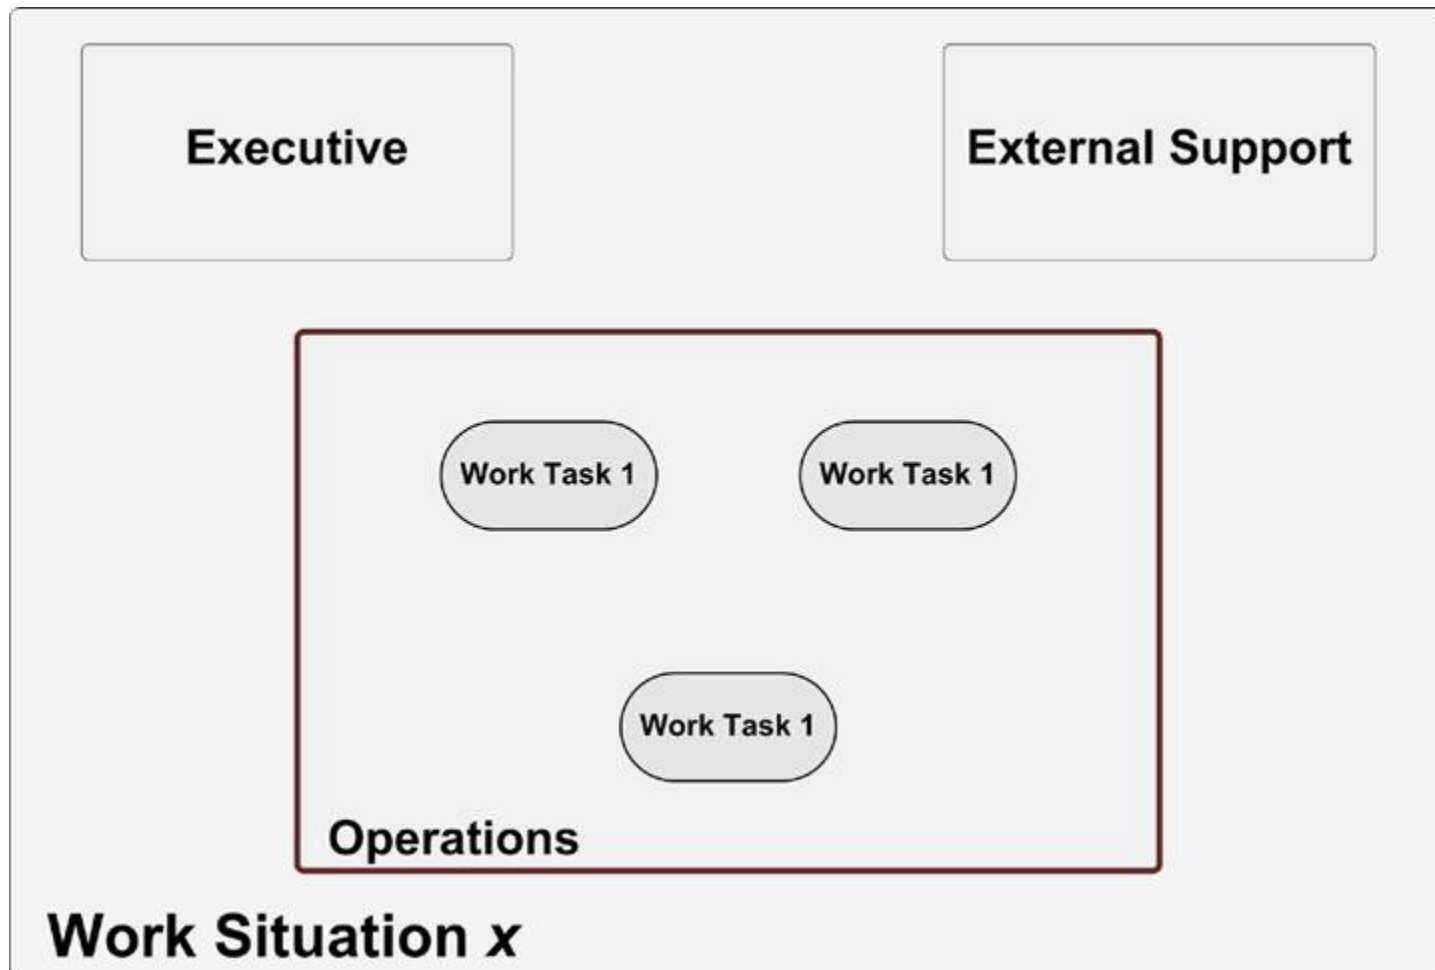 Executive
External Support
Work Task 1
Work Task 1
Work Task 1
Operations
Work Situation x